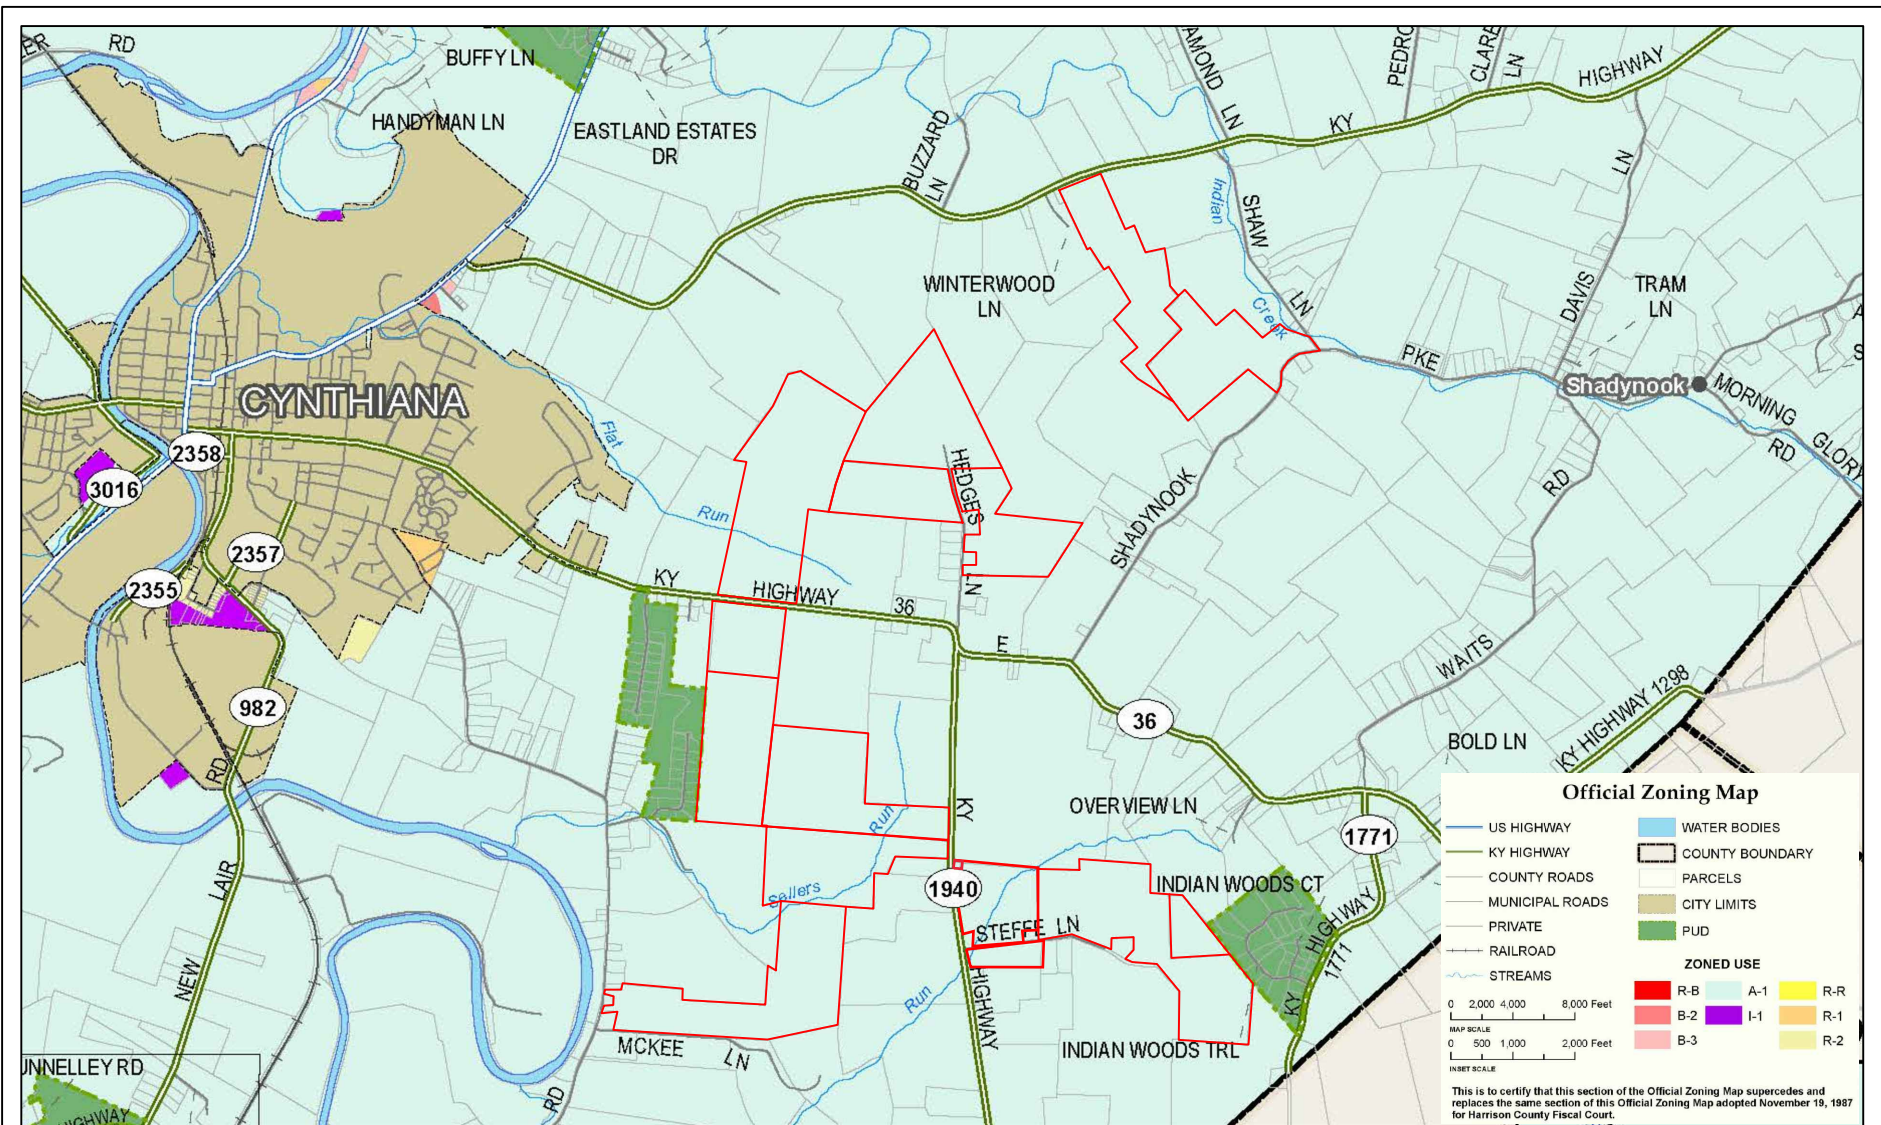 RD
BUFFY LN
HANDYMAN LN
EASTLAND ESTATES
DR
BUZZARD
LN
AMOND LN
PEDRO
CLARE
LN
HIGHWAY
KY
Indian
SHAW
LN
Creek
WINTERWOOD
LN
DAVIS
LN
TRAM
LN
PKE
Shadynook
MORNING
GLORY
RD
CYNTHIANA
2358
3016
2357
2355
982
Flat
Run
HEDGES
LN
SHADYNOOK
RD
WAITS
KY
HIGHWAY
36
E
36
KY HIGHWAY 1298
BOLD LN
OVERVIEW LN
1771
KY
Run
Sellers
1940
INDIAN WOODS CT
STEFFE LN
HIGHWAY
1771
KY
RD
LAIR
NEW
Run
HIGHWAY
MCKEE
LN
INDIAN WOODS TRL
RD
UNNELLEY RD
HIGHWAY
Official Zoning Map
US HIGHWAY
KY HIGHWAY
COUNTY ROADS
MUNICIPAL ROADS
PRIVATE
RAILROAD
STREAMS
WATER BODIES
COUNTY BOUNDARY
PARCELS
CITY LIMITS
PUD
ZONED USE
R-B A-1 R-R
B-2 I-1 R-1
B-3 R-2
0 2,000 4,000 8,000 Feet
MAP SCALE
0 500 1,000 2,000 Feet
INSET SCALE
This is to certify that this section of the Official Zoning Map supercedes and
replaces the same section of this Official Zoning Map adopted November 19, 1987
for Harrison County Fiscal Court.